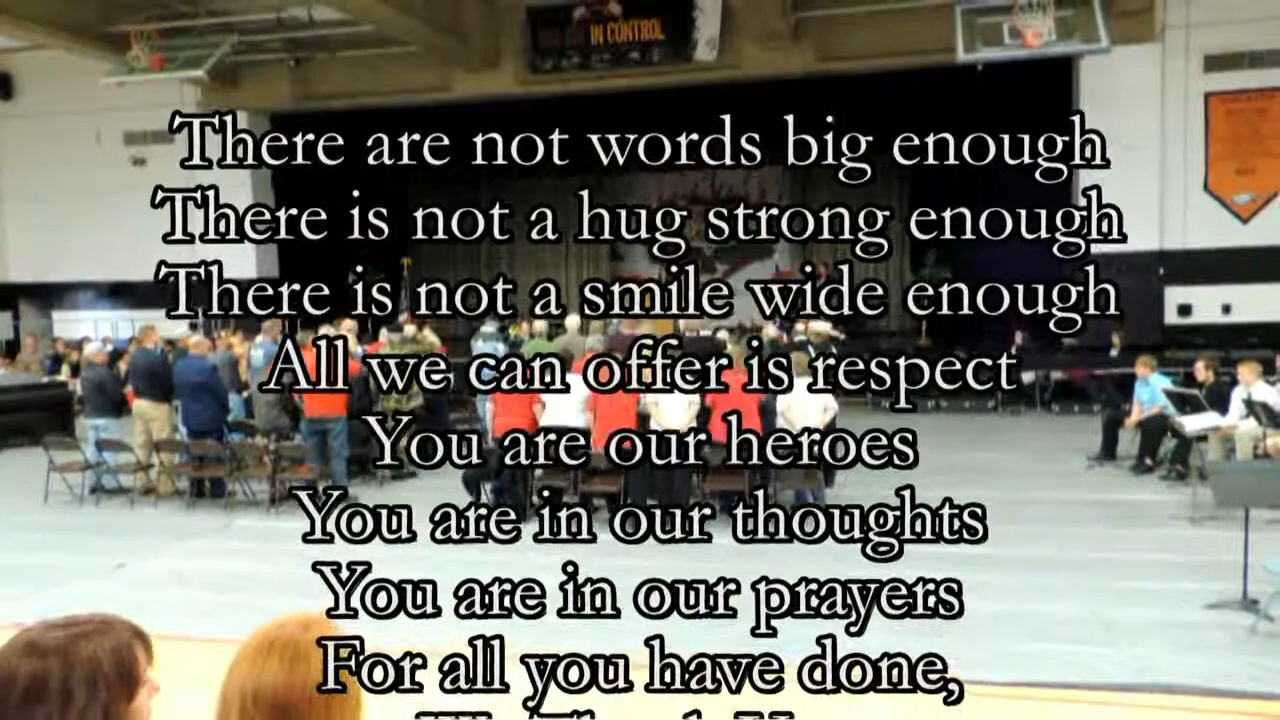 IN CONTROL
There are not words big enough
There is not a hug strong enough
There is not a smile wide enough
All we can offer is respect
You are our heroes
You are in our thoughts
You are in our prayers
For all you have done,